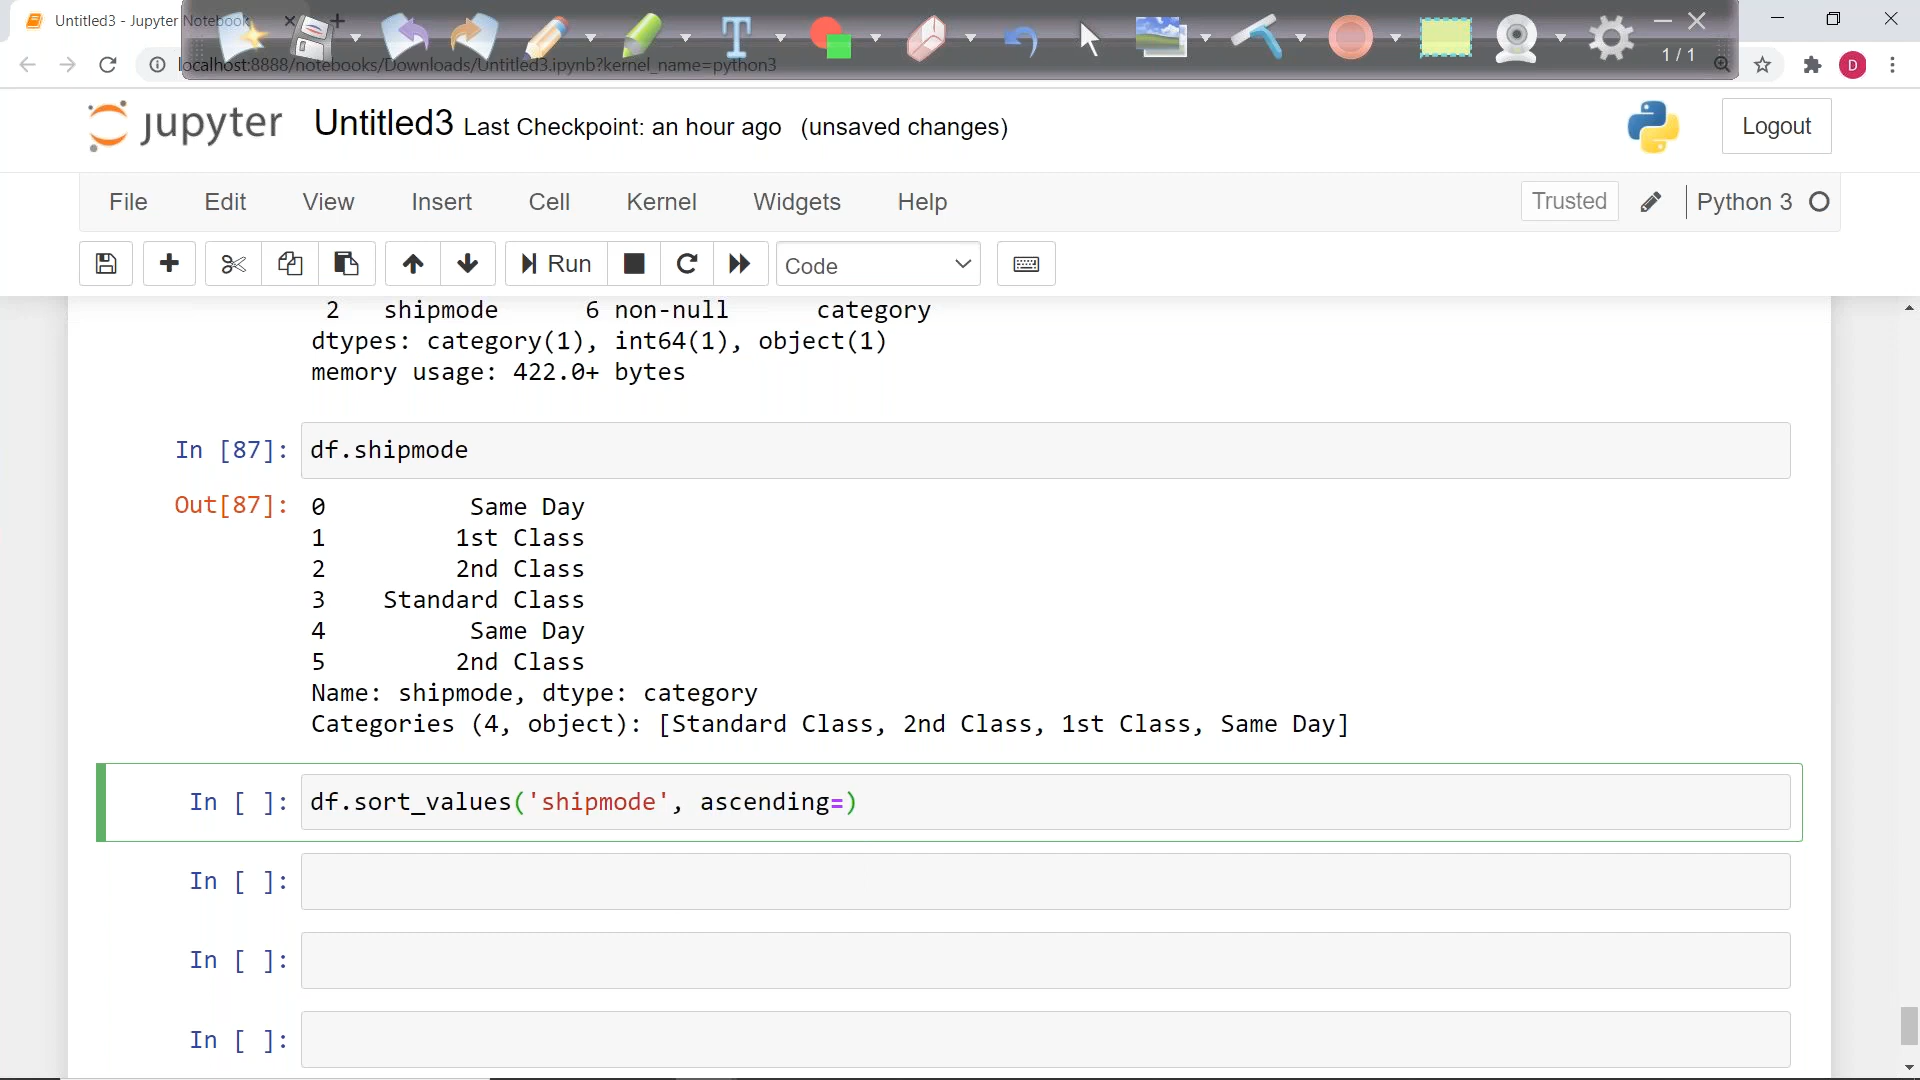 Untitled3 - Jupyter Notebook
localhost:8888/notebooks/Downloads/Untitled3.ipynb?kernel_name=python3
1 / 1
D
jupyter Untitled3 Last Checkpoint: an hour ago (unsaved changes)
Logout
File Edit View Insert Cell Kernel Widgets Help
Trusted
Python 3
Run
Code
2 shipmode 6 non-null category
dtypes: category(1), int64(1), object(1)
memory usage: 422.0+ bytes
In [87]: df.shipmode
Out[87]: 0 Same Day
1 1st Class
2 2nd Class
3 Standard Class
4 Same Day
5 2nd Class
Name: shipmode, dtype: category
Categories (4, object): [Standard Class, 2nd Class, 1st Class, Same Day]
In [ ]: df.sort_values('shipmode', ascending=)
In [ ]:
In [ ]:
In [ ]: